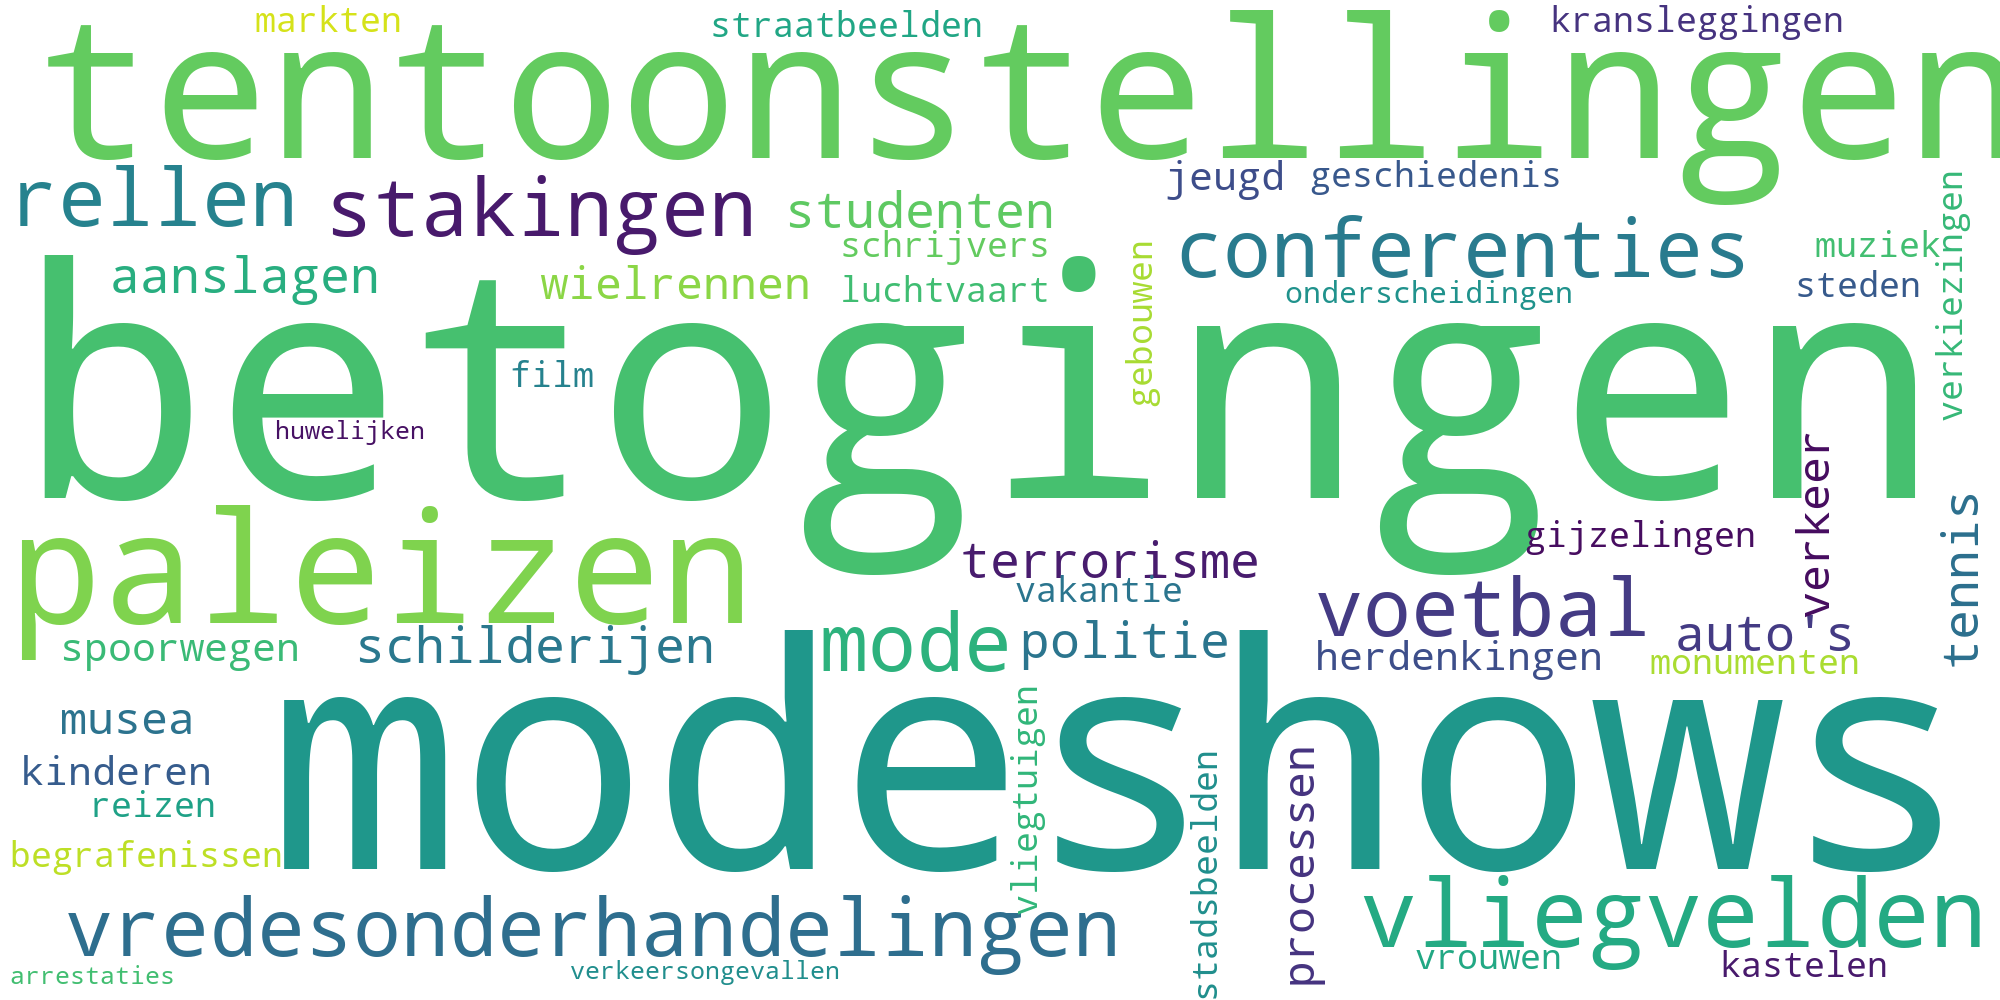 markten
straatbeelden
kransleggingen
tentoonstellingen
rellen
stakingen
studenten
jeugd
geschiedenis
conferenties
schrijvers
muziek
verkiezingen
aanslagen
wielrennen
luchtvaart
gebouwen
onderscheidingen
steden
betogingen
film
huwelijken
verkeer
paleizen
terrorisme
gijzelingen
tennis
vakantie
voetbal
spoorwegen
schilderijen
mode
politie
herdenkingen
auto's
monumenten
modeshows
musea
kinderen
reizen
vliegtuigen
stadsbeelden
processen
begrafenissen
vredesonderhandelingen
vliegvelden
vrouwen
kastelen
arrestaties
verkeersongevallen